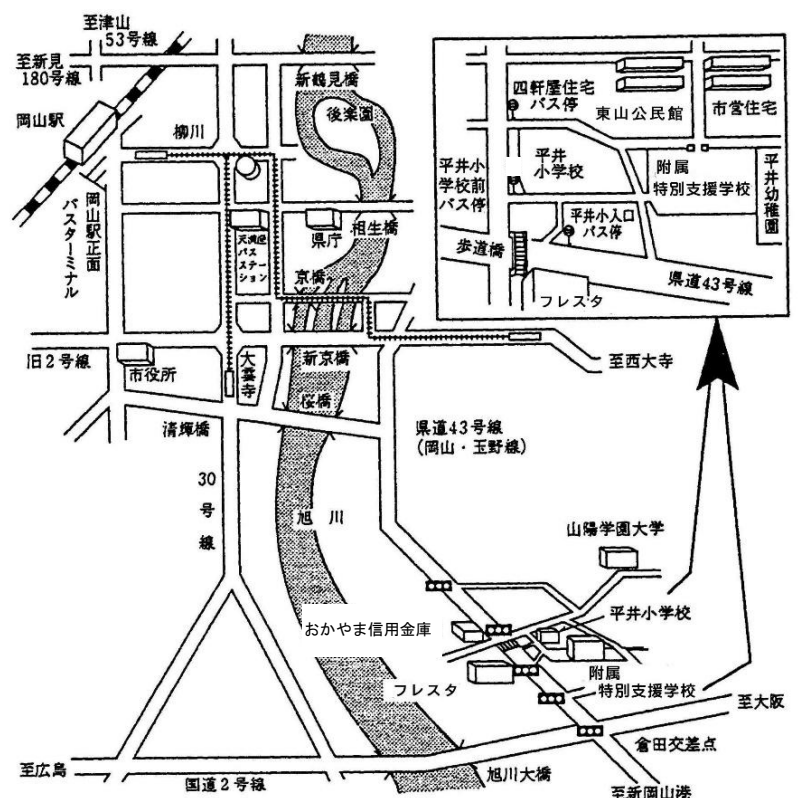 至津山
53号線
至新見
180号線
岡山駅
柳川
新鶴見橋
後楽園
岡山駅正面
バスターミナル
天満屋
バス
ステー
ション
県庁
相生橋
京橋
旧2号線
市役所
大雲寺
新京橋
至西大寺
桜橋
清輝橋
県道43号線
(岡山・玉野線)
30号線
旭川
山陽学園大学
おかやま信用金庫
平井小学校
フレスタ
附属
特別支援学校
至大阪
倉田交差点
至広島
国道2号線
旭川大橋
至新岡山港
四軒屋住宅
バス停
東山公民館
市営住宅
平井小
学校前
バス停
平井
小学校
附属
特別支援学校
平井幼稚園
平井小入口
バス停
歩道橋
県道43号線
フレスタ